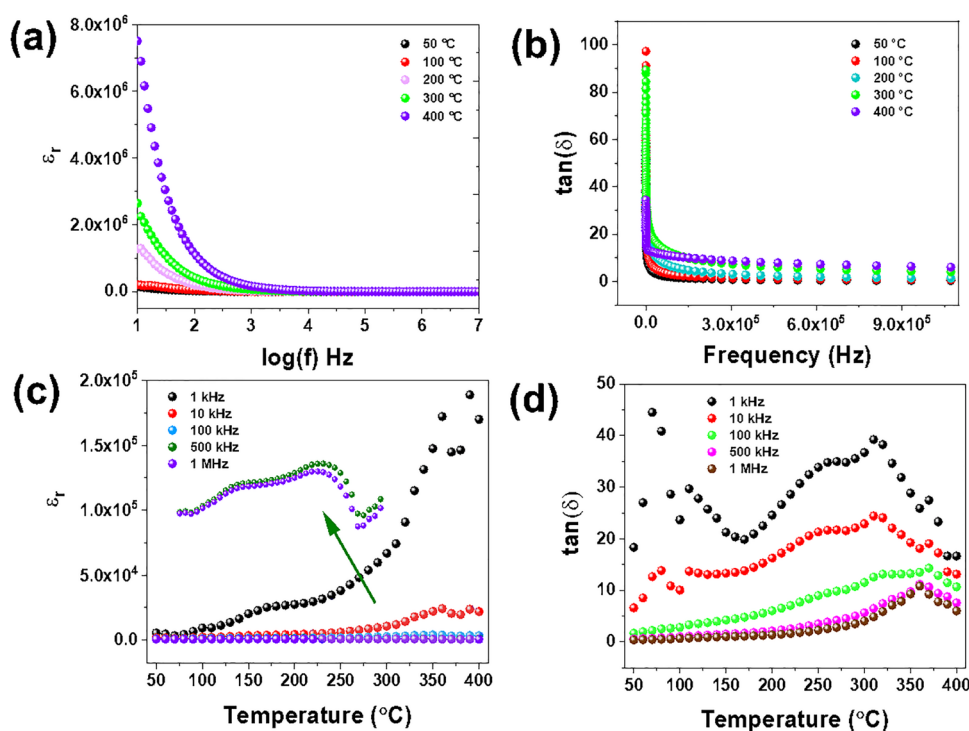 (a)
εr
8.0x10⁶
6.0x10⁶
4.0x10⁶
2.0x10⁶
0.0
50 °C
100 °C
200 °C
300 °C
400 °C
1 2 3 4 5 6 7
log(f) Hz
(b)
tan(δ)
100
80
60
40
20
0
50 °C
100 °C
200 °C
300 °C
400 °C
0.0 3.0x10⁵ 6.0x10⁵ 9.0x10⁵
Frequency (Hz)
(c)
εr
2.0x10⁵
1.5x10⁵
1.0x10⁵
5.0x10⁴
0.0
1 kHz
10 kHz
100 kHz
500 kHz
1 MHz
50 100 150 200 250 300 350 400
Temperature (°C)
(d)
tan(δ)
50
40
30
20
10
0
1 kHz
10 kHz
100 kHz
500 kHz
1 MHz
50 100 150 200 250 300 350 400
Temperature (°C)